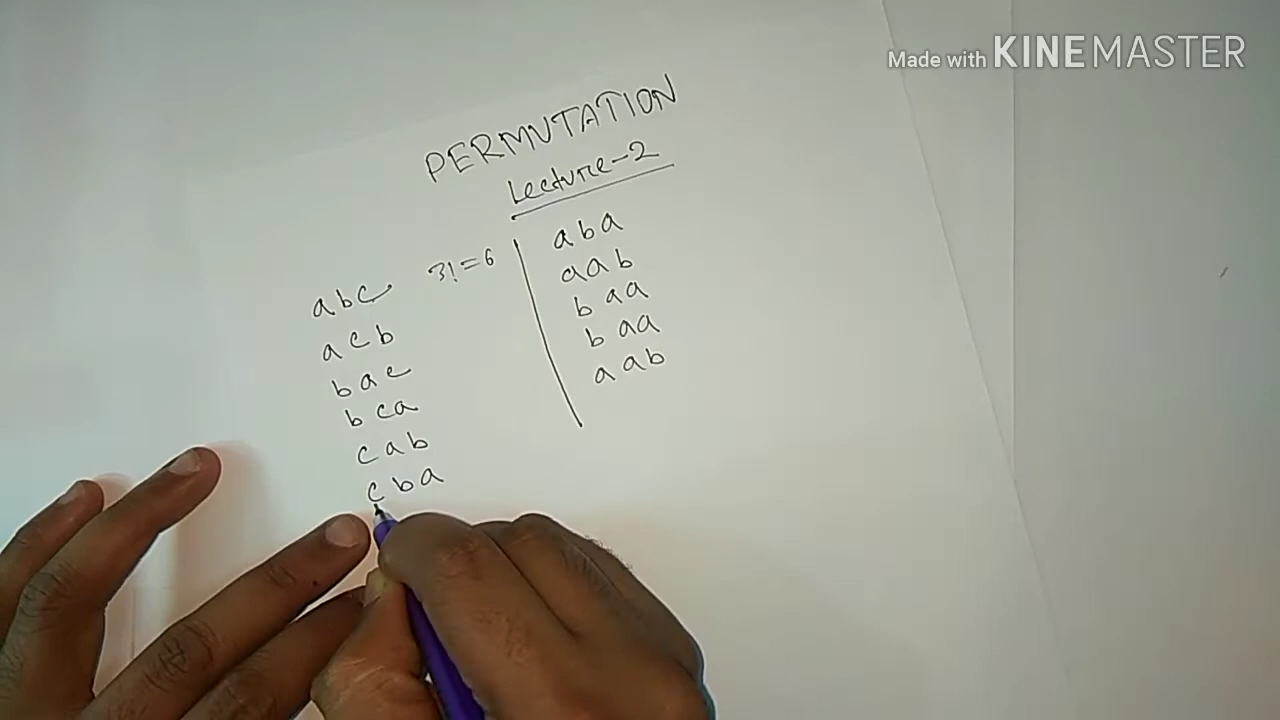 Made with KINEMASTER
PERMUTATION
Lecture-2
abc 3! = 6
acb
bac
bca
cab
cba
aba
aab
baa
baa
aab